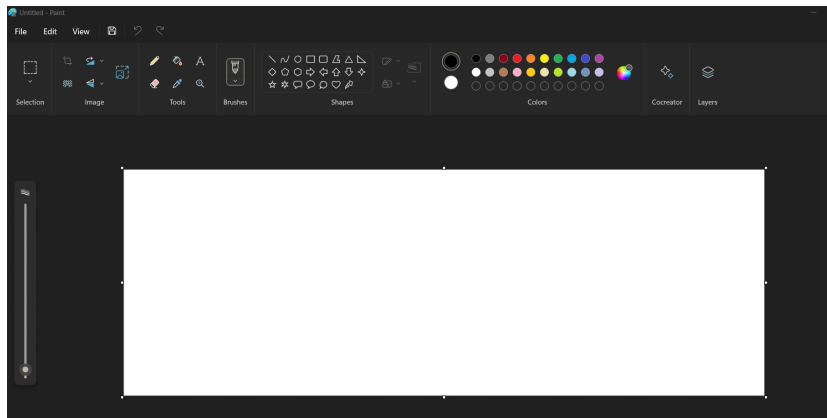 Untitled - Paint
File Edit View
A
Selection Image Tools Brushes Shapes Colors Cocreator Layers